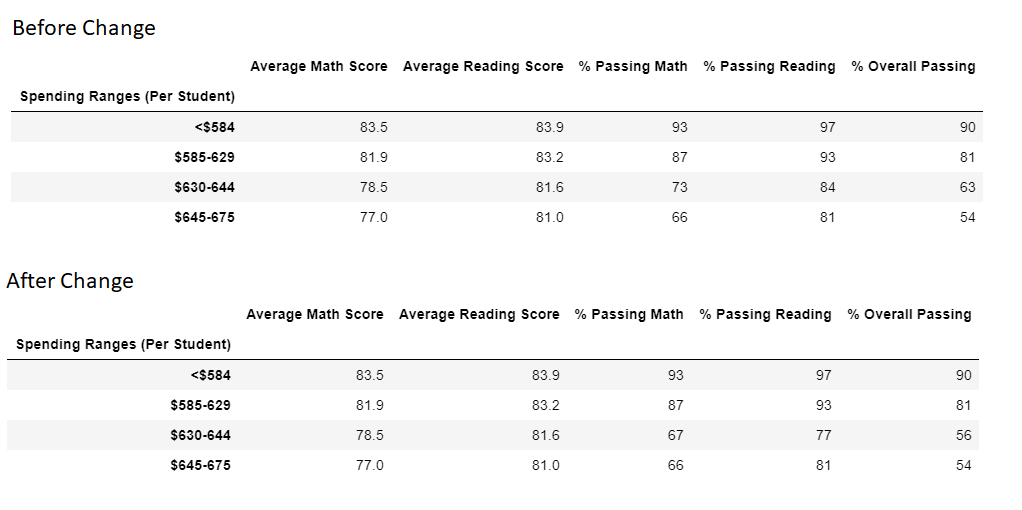 Before Change
Average Math Score Average Reading Score % Passing Math % Passing Reading % Overall Passing
Spending Ranges (Per Student)
<$584 83.5 83.9 93 97 90
$585-629 81.9 83.2 87 93 81
$630-644 78.5 81.6 73 84 63
$645-675 77.0 81.0 66 81 54
After Change
Average Math Score Average Reading Score % Passing Math % Passing Reading % Overall Passing
Spending Ranges (Per Student)
<$584 83.5 83.9 93 97 90
$585-629 81.9 83.2 87 93 81
$630-644 78.5 81.6 67 77 56
$645-675 77.0 81.0 66 81 54